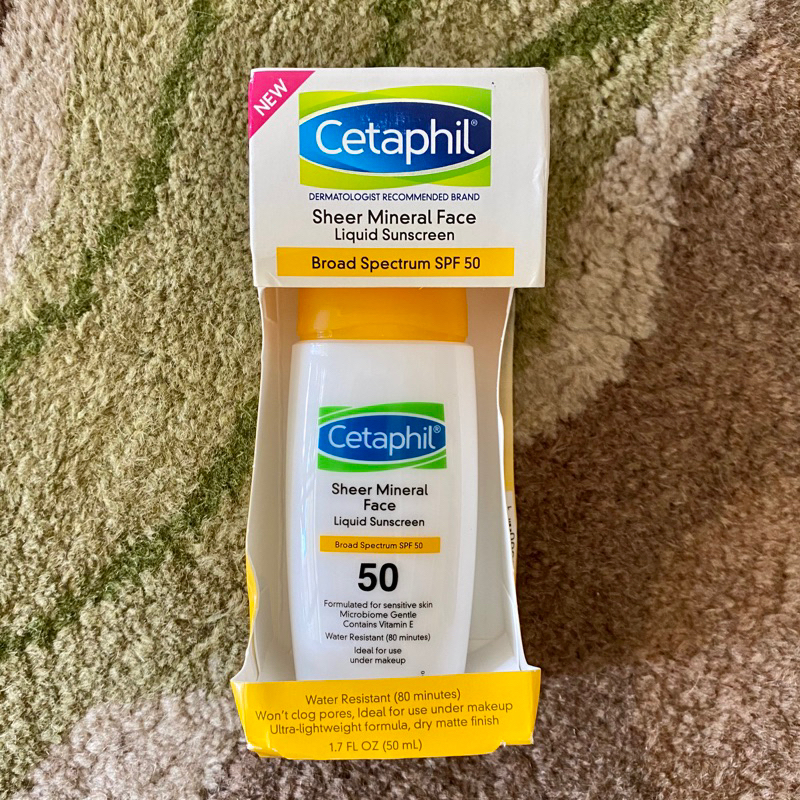 NEW
Cetaphil®
DERMATOLOGIST RECOMMENDED BRAND
Sheer Mineral Face
Liquid Sunscreen
Broad Spectrum SPF 50
Cetaphil®
Sheer Mineral
Face
Liquid Sunscreen
Broad Spectrum SPF 50
50
Formulated for sensitive skin
Microbiome Gentle
Contains Vitamin E
Water Resistant (80 minutes)
Ideal for use
under makeup
Water Resistant (80 minutes)
Won't clog pores, Ideal for use under makeup
Ultra-lightweight formula, dry matte finish
1.7 FL OZ (50 mL)